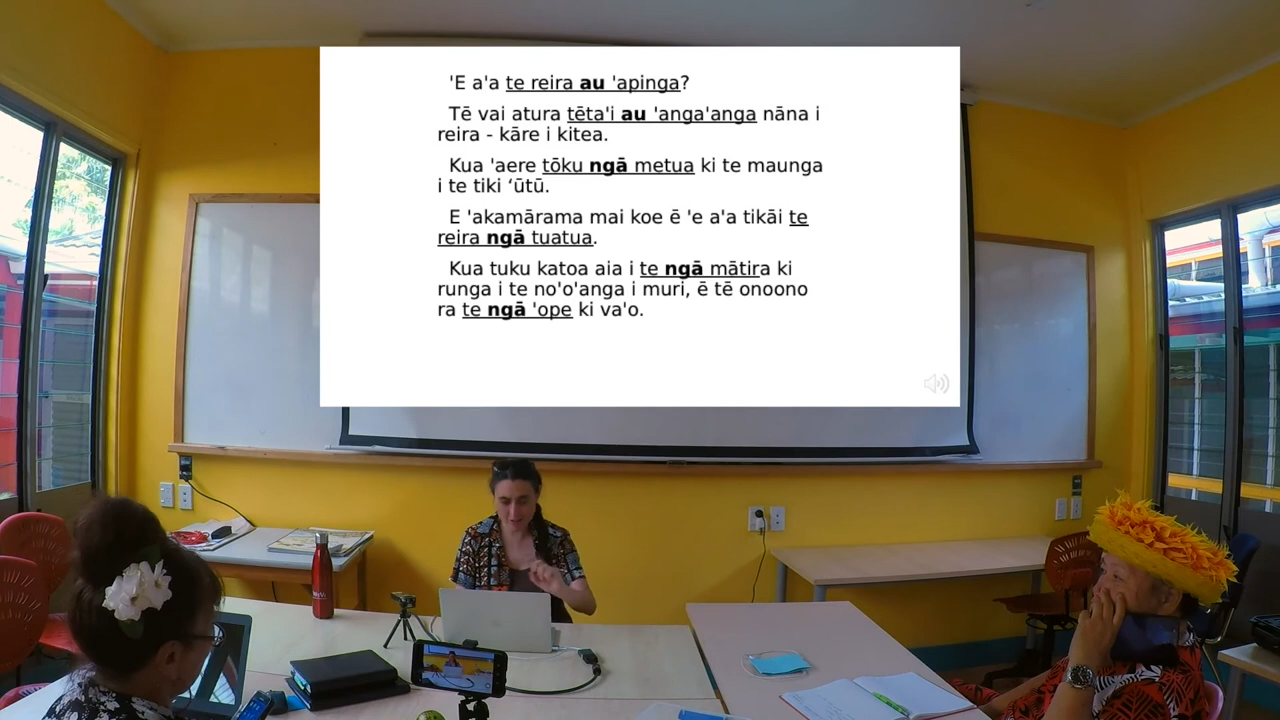 'E a'a te reira au 'apinga?
Tē vai atura tēta'i au 'anga'anga nāna i
reira - kāre i kitea.
Kua 'aere tōku ngā metua ki te maunga
i te tiki ‘ūtū.
E 'akamārama mai koe ē 'e a'a tikāi te
reira ngā tuatua.
Kua tuku katoa aia i te ngā mātira ki
runga i te no'o'anga i muri, ē tē onoono
ra te ngā 'ope ki va'o.